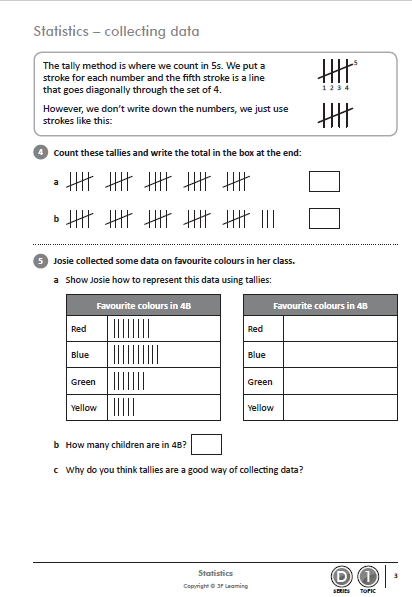 Statistics – collecting data
The tally method is where we count in 5s. We put a
stroke for each number and the fifth stroke is a line
that goes diagonally through the set of 4.
However, we don't write down the numbers, we just use
strokes like this:
5
1 2 3 4
4 Count these tallies and write the total in the box at the end:
a
b
5 Josie collected some data on favourite colours in her class.
a Show Josie how to represent this data using tallies:
Favourite colours in 4B
Red
Blue
Green
Yellow
Favourite colours in 4B
Red
Blue
Green
Yellow
b How many children are in 4B?
c Why do you think tallies are a good way of collecting data?
Statistics
Copyright © 3P Learning
D 1
SERIES TOPIC
3